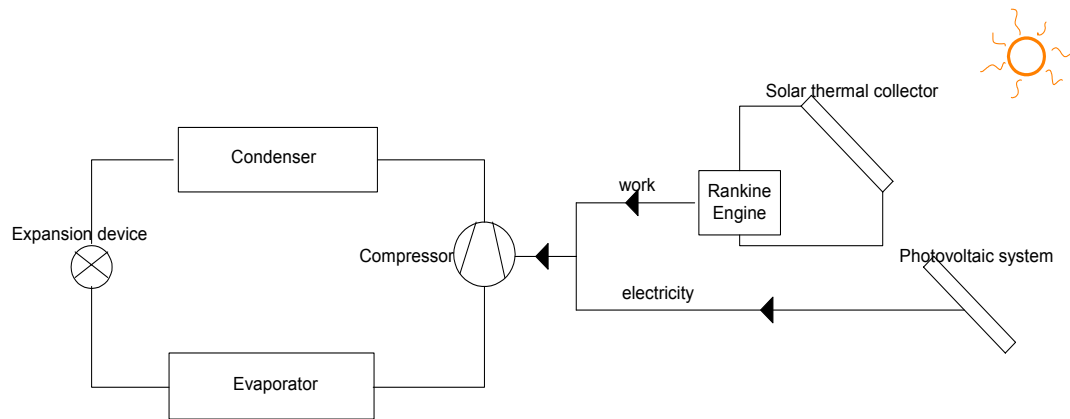 Solar thermal collector
Condenser
work
Rankine
Engine
Expansion device
Compressor
Photovoltaic system
electricity
Evaporator